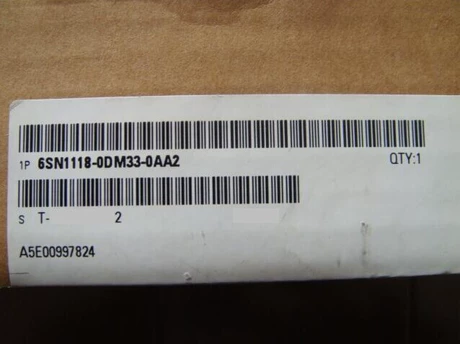 1P 6SN1118-0DM33-0AA2 QTY:1
S T- 2
A5E00997824